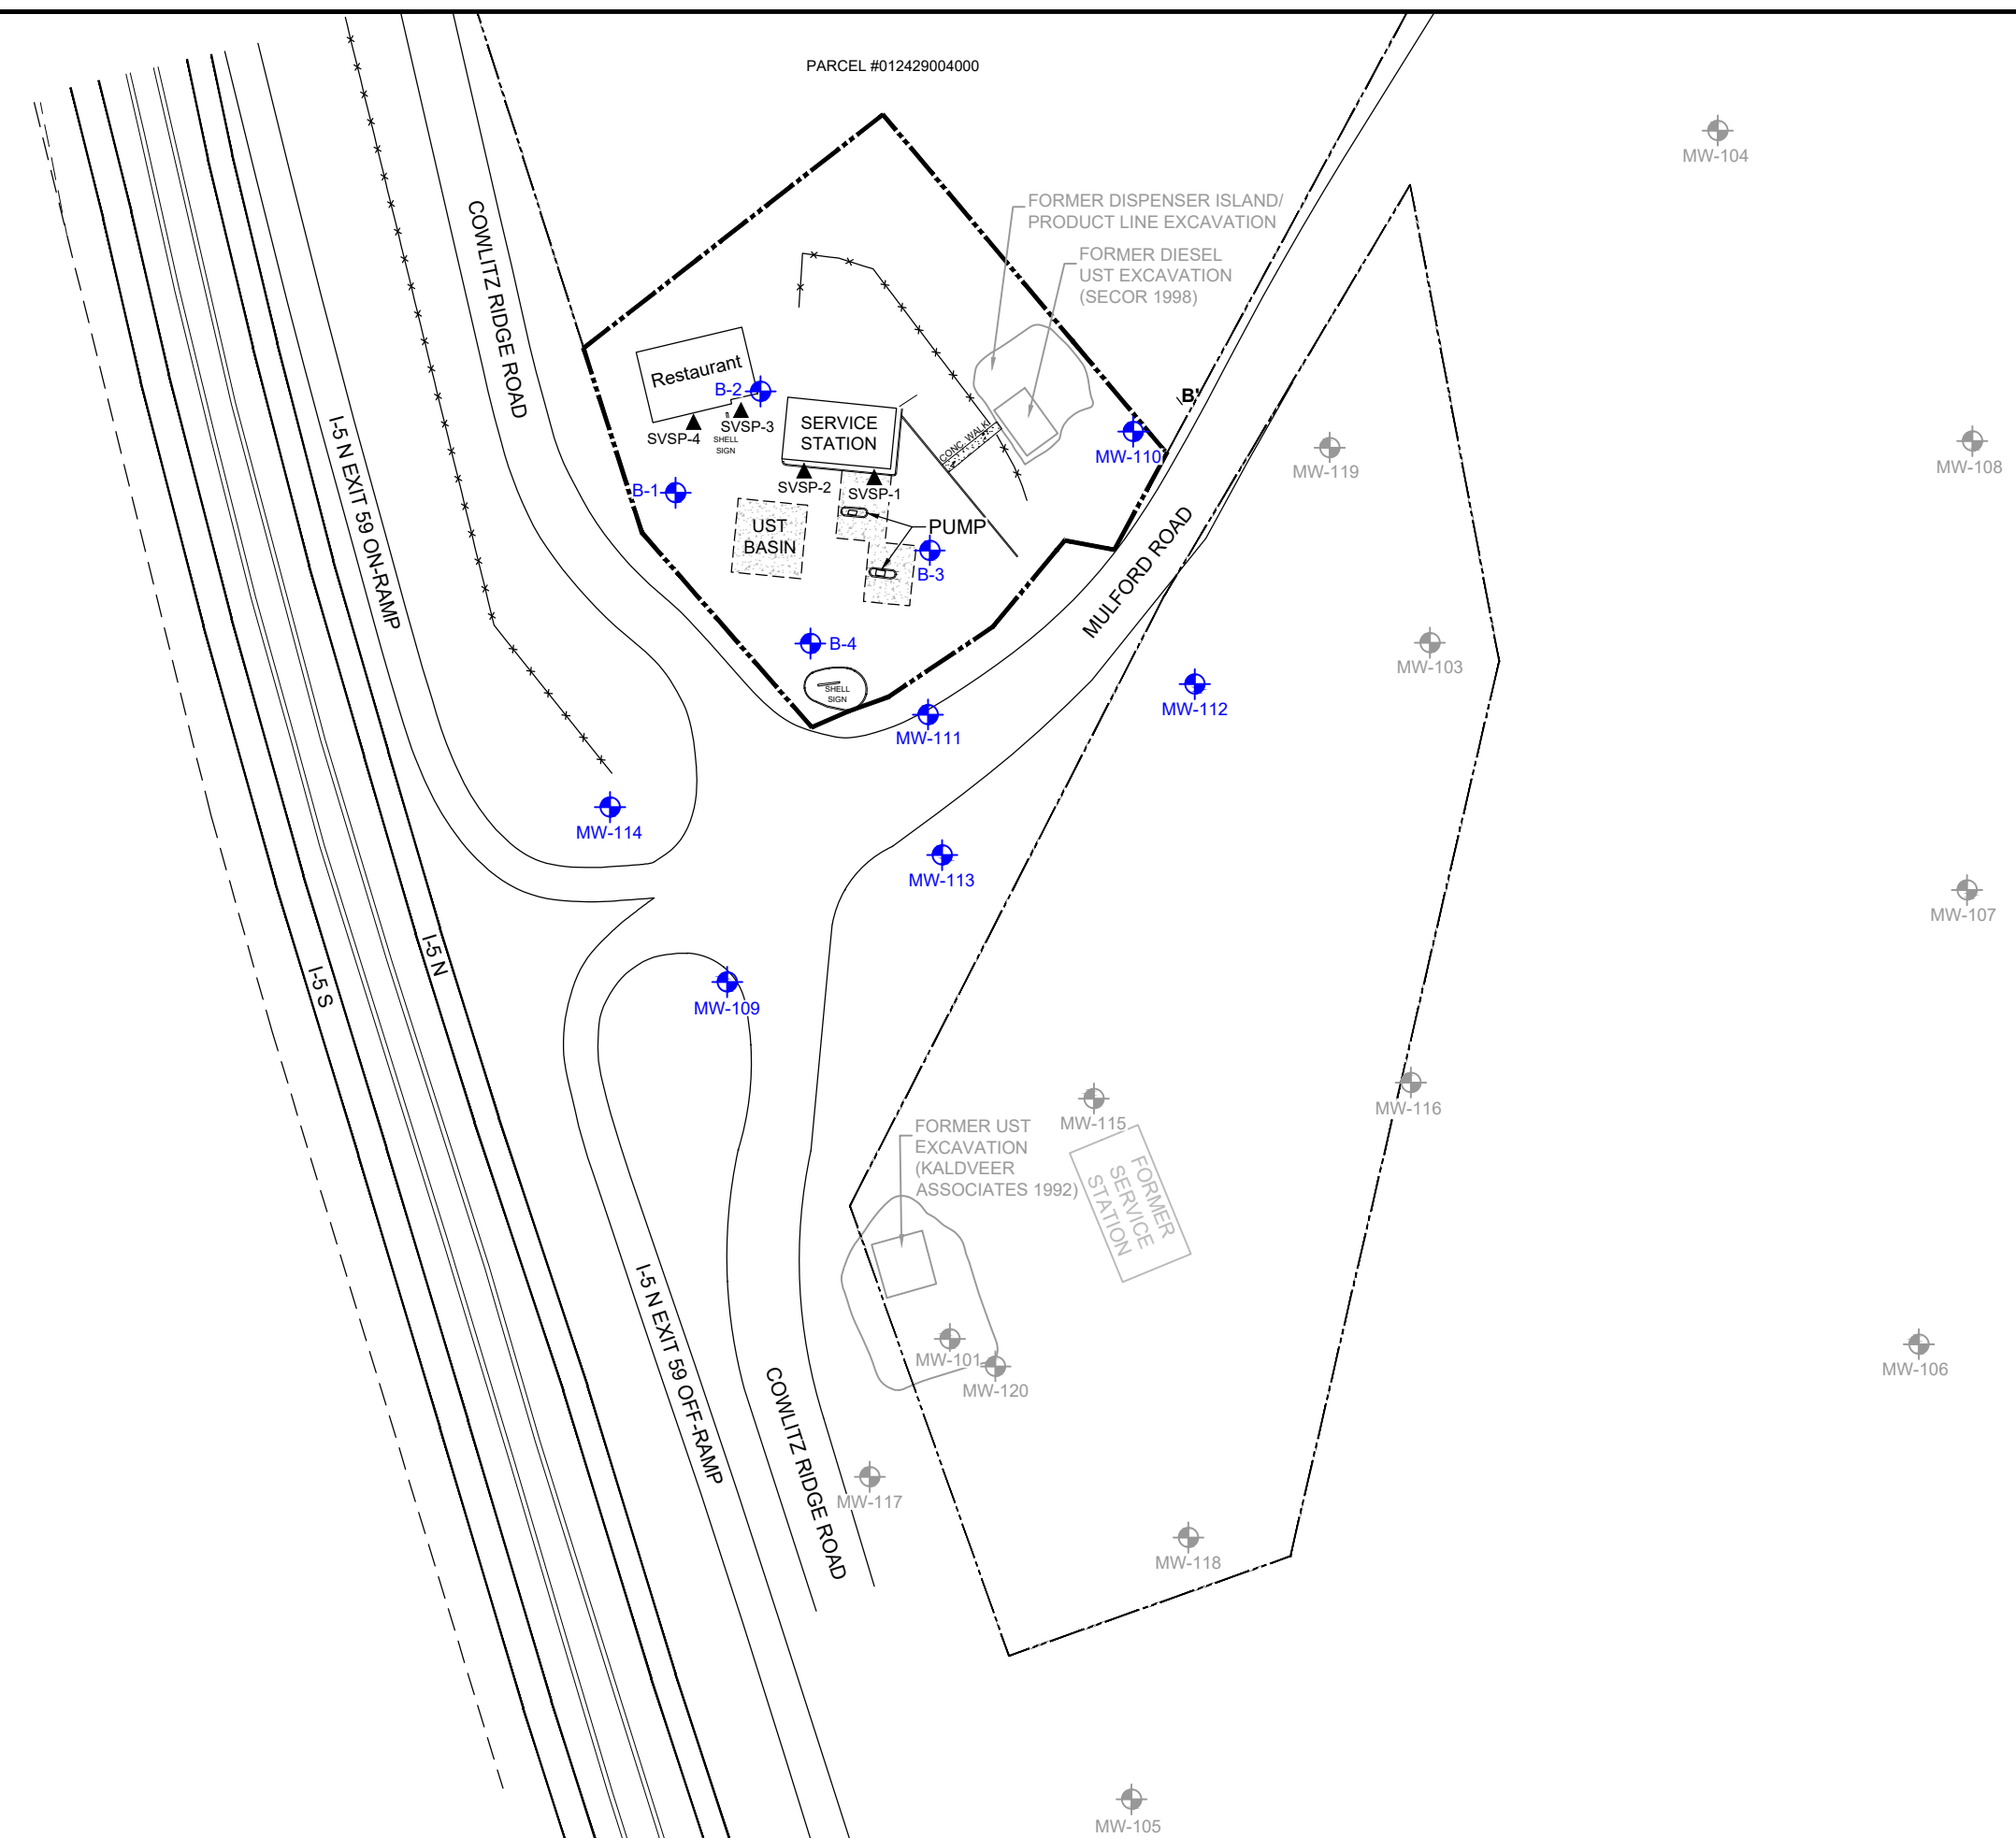 PARCEL #012429004000
MW-104
FORMER DISPENSER ISLAND/
PRODUCT LINE EXCAVATION
FORMER DIESEL
UST EXCAVATION
(SECOR 1998)
COWLITZ RIDGE ROAD
Restaurant
B-2
SVSP-3
SVSP-4
SHELL
SIGN
SERVICE
STATION
CONC. WALK
B'
MW-110
MW-119
MW-108
I-5 N EXIT 59 ON-RAMP
B-1
SVSP-2
SVSP-1
UST
BASIN
PUMP
B-3
MULFORD ROAD
B-4
SHELL
SIGN
MW-103
MW-112
MW-111
MW-114
MW-113
MW-107
I-5 N
I-5 S
MW-109
MW-115
MW-116
FORMER UST
EXCAVATION
(KALDVEER
ASSOCIATES 1992)
FORMER
SERVICE
STATION
I-5 N EXIT 59 OFF-RAMP
MW-101
MW-120
MW-106
COWLITZ RIDGE ROAD
MW-117
MW-118
MW-105